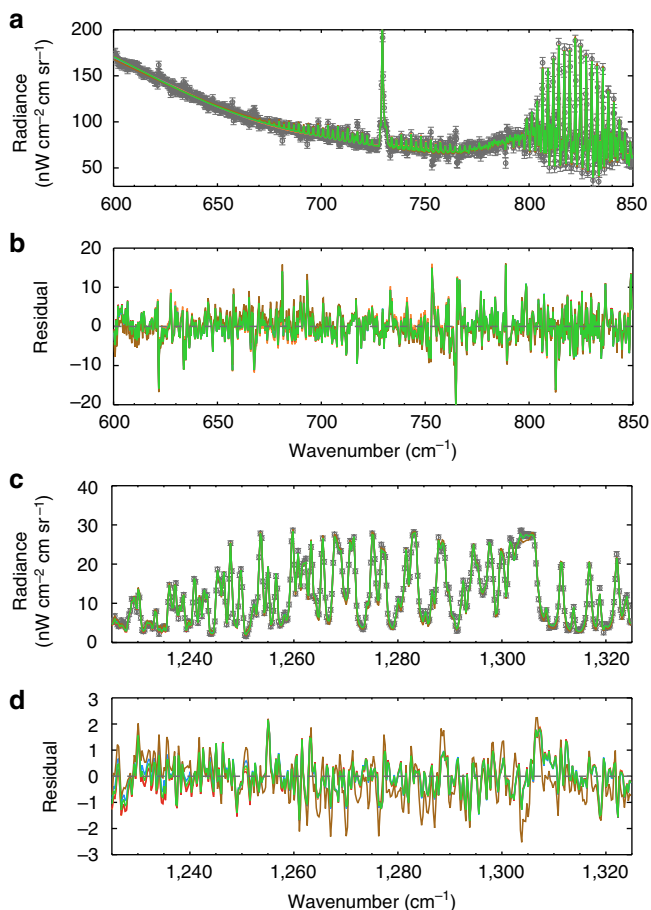 a
200
150
100
50
Radiance
(nW cm−2 cm sr−1)
600 650 700 750 800 850
b
20
10
0
−10
−20
Residual
600 650 700 750 800 850
Wavenumber (cm−1)
c
40
30
20
10
0
Radiance
(nW cm−2 cm sr−1)
1,240 1,260 1,280 1,300 1,320
d
3
2
1
0
−1
−2
−3
Residual
1,240 1,260 1,280 1,300 1,320
Wavenumber (cm−1)